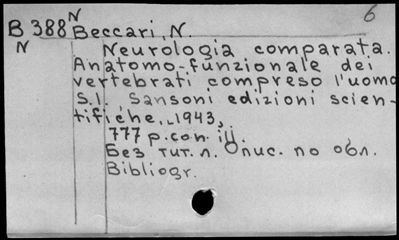 6
N
B 388 Beccari, N.
N
Neurologia comparata.
Anatomo-funzionale dei
vertebrati compreso l'uomo
S.l., Sansoni edizioni scien-
tifiche, 1943,
777 p. con ill.
Без тит. л. Опис. по обл.
Bibliogr.